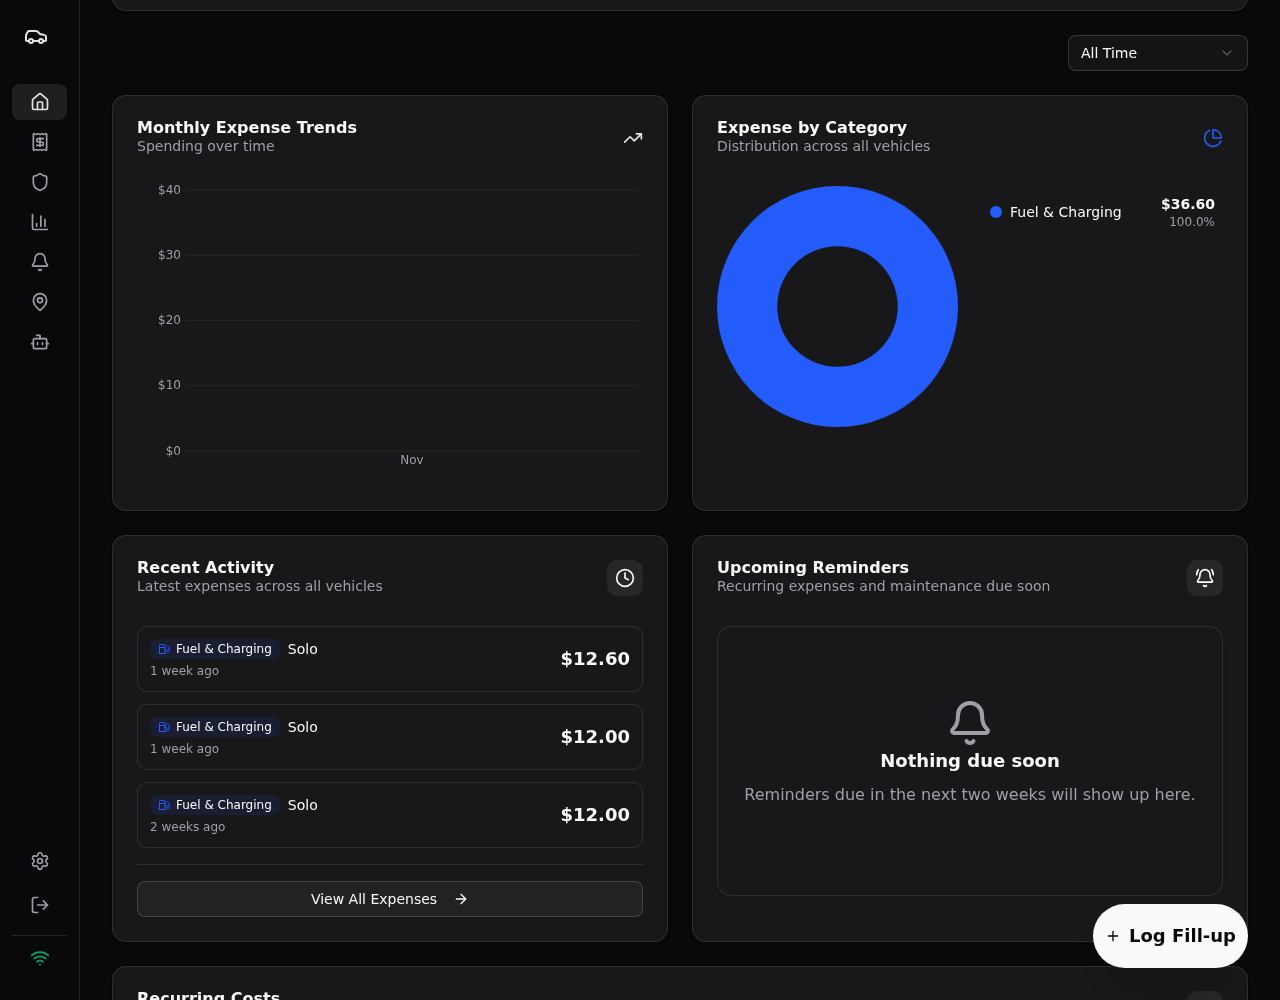 All Time
Monthly Expense Trends
Spending over time
$40
$30
$20
$10
$0
Nov
Expense by Category
Distribution across all vehicles
Fuel & Charging
$36.60
100.0%
Recent Activity
Latest expenses across all vehicles
Fuel & Charging Solo
1 week ago
$12.60
Fuel & Charging Solo
1 week ago
$12.00
Fuel & Charging Solo
2 weeks ago
$12.00
View All Expenses
Upcoming Reminders
Recurring expenses and maintenance due soon
Nothing due soon
Reminders due in the next two weeks will show up here.
+ Log Fill-up
Recurring Costs